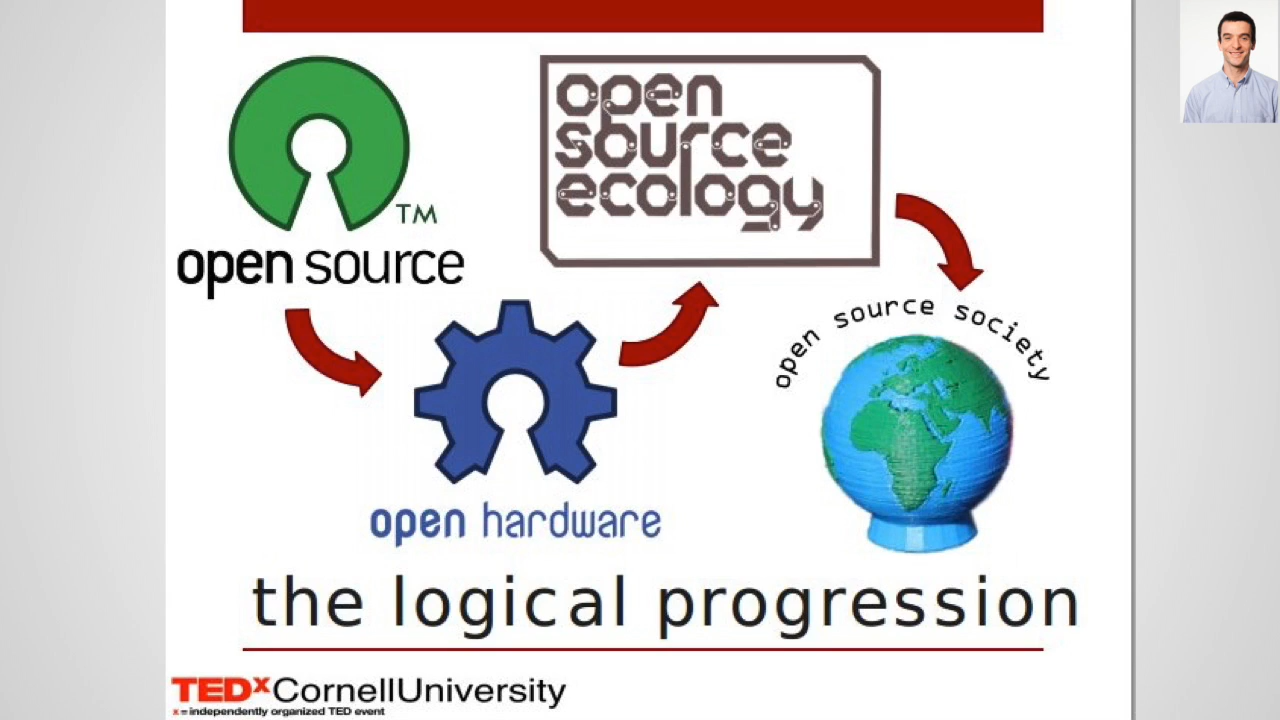 open source
TM
open hardware
open
source
ecology
open source society
the logical progression
TEDxCornellUniversity
x = independently organized TED event